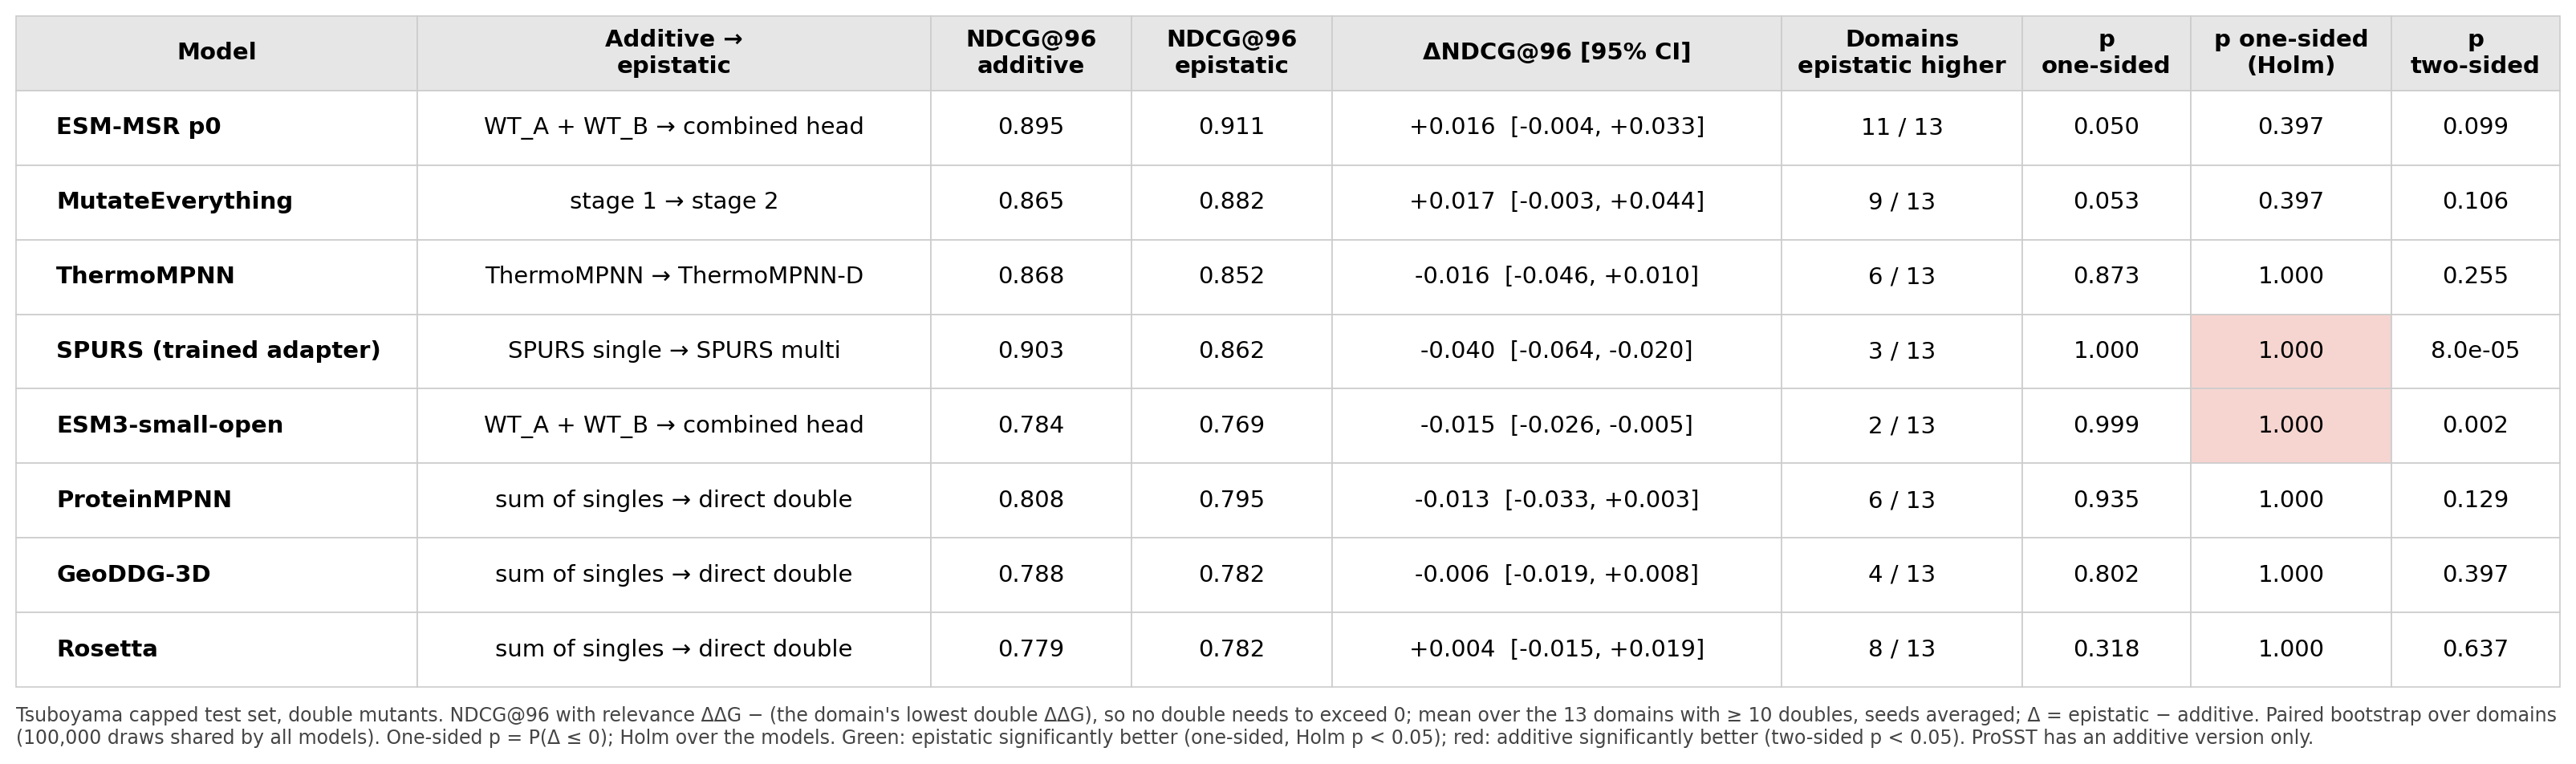 Model	Additive → epistatic	NDCG@96 additive	NDCG@96 epistatic	ΔNDCG@96 [95% CI]	Domains epistatic higher	p one-sided	p one-sided (Holm)	p two-sided
ESM-MSR p0	WT_A + WT_B → combined head	0.895	0.911	+0.016 [-0.004, +0.033]	11 / 13	0.050	0.397	0.099
MutateEverything	stage 1 → stage 2	0.865	0.882	+0.017 [-0.003, +0.044]	9 / 13	0.053	0.397	0.106
ThermoMPNN	ThermoMPNN → ThermoMPNN-D	0.868	0.852	-0.016 [-0.046, +0.010]	6 / 13	0.873	1.000	0.255
SPURS (trained adapter)	SPURS single → SPURS multi	0.903	0.862	-0.040 [-0.064, -0.020]	3 / 13	1.000	1.000	8.0e-05
ESM3-small-open	WT_A + WT_B → combined head	0.784	0.769	-0.015 [-0.026, -0.005]	2 / 13	0.999	1.000	0.002
ProteinMPNN	sum of singles → direct double	0.808	0.795	-0.013 [-0.033, +0.003]	6 / 13	0.935	1.000	0.129
GeoDDG-3D	sum of singles → direct double	0.788	0.782	-0.006 [-0.019, +0.008]	4 / 13	0.802	1.000	0.397
Rosetta	sum of singles → direct double	0.779	0.782	+0.004 [-0.015, +0.019]	8 / 13	0.318	1.000	0.637
Tsuboyama capped test set, double mutants. NDCG@96 with relevance ΔΔG − (the domain's lowest double ΔΔG), so no double needs to exceed 0; mean over the 13 domains with ≥ 10 doubles, seeds averaged; Δ = epistatic − additive. Paired bootstrap over domains
(100,000 draws shared by all models). One-sided p = P(Δ ≤ 0); Holm over the models. Green: epistatic significantly better (one-sided, Holm p < 0.05); red: additive significantly better (two-sided p < 0.05). ProSST has an additive version only.